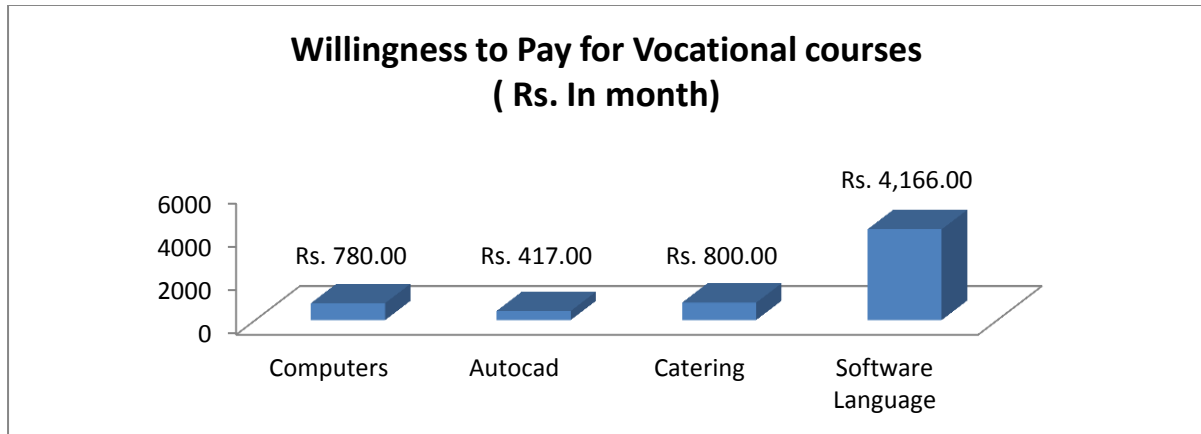 Willingness to Pay for Vocational courses
( Rs. In month)
Rs. 4,166.00
6000
4000
2000
0
Rs. 780.00
Rs. 417.00
Rs. 800.00
Computers
Autocad
Catering
Software
Language